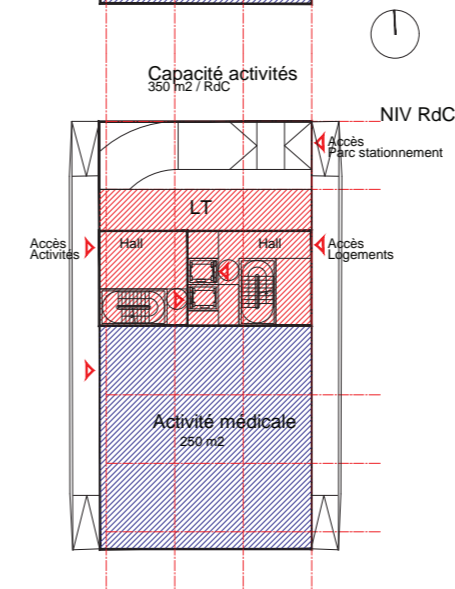 Capacité activités
350 m2 / RdC
NIV RdC
Accès
Parc stationnement
LT
Accès
Activités
Hall
Hall
Accès
Logements
Activité médicale
250 m2